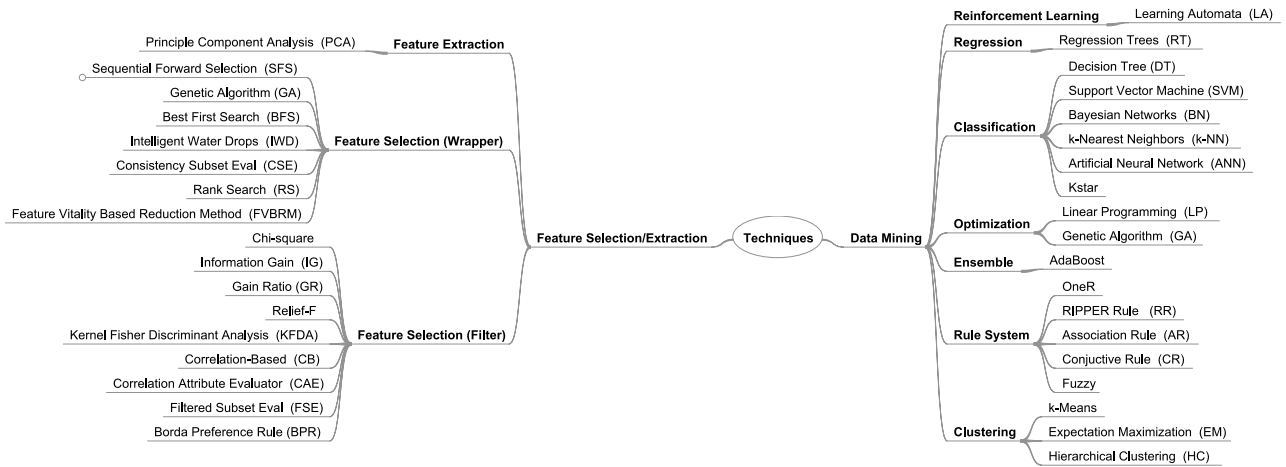 Techniques
Feature Selection/Extraction
Feature Extraction
Principle Component Analysis (PCA)
Feature Selection (Wrapper)
Sequential Forward Selection (SFS)
Genetic Algorithm (GA)
Best First Search (BFS)
Intelligent Water Drops (IWD)
Consistency Subset Eval (CSE)
Rank Search (RS)
Feature Vitality Based Reduction Method (FVBRM)
Feature Selection (Filter)
Chi-square
Information Gain (IG)
Gain Ratio (GR)
Relief-F
Kernel Fisher Discriminant Analysis (KFDA)
Correlation-Based (CB)
Correlation Attribute Evaluator (CAE)
Filtered Subset Eval (FSE)
Borda Preference Rule (BPR)
Data Mining
Reinforcement Learning
Learning Automata (LA)
Regression
Regression Trees (RT)
Classification
Decision Tree (DT)
Support Vector Machine (SVM)
Bayesian Networks (BN)
k-Nearest Neighbors (k-NN)
Artificial Neural Network (ANN)
Kstar
Optimization
Linear Programming (LP)
Genetic Algorithm (GA)
Ensemble
AdaBoost
Rule System
OneR
RIPPER Rule (RR)
Association Rule (AR)
Conjuctive Rule (CR)
Fuzzy
Clustering
k-Means
Expectation Maximization (EM)
Hierarchical Clustering (HC)